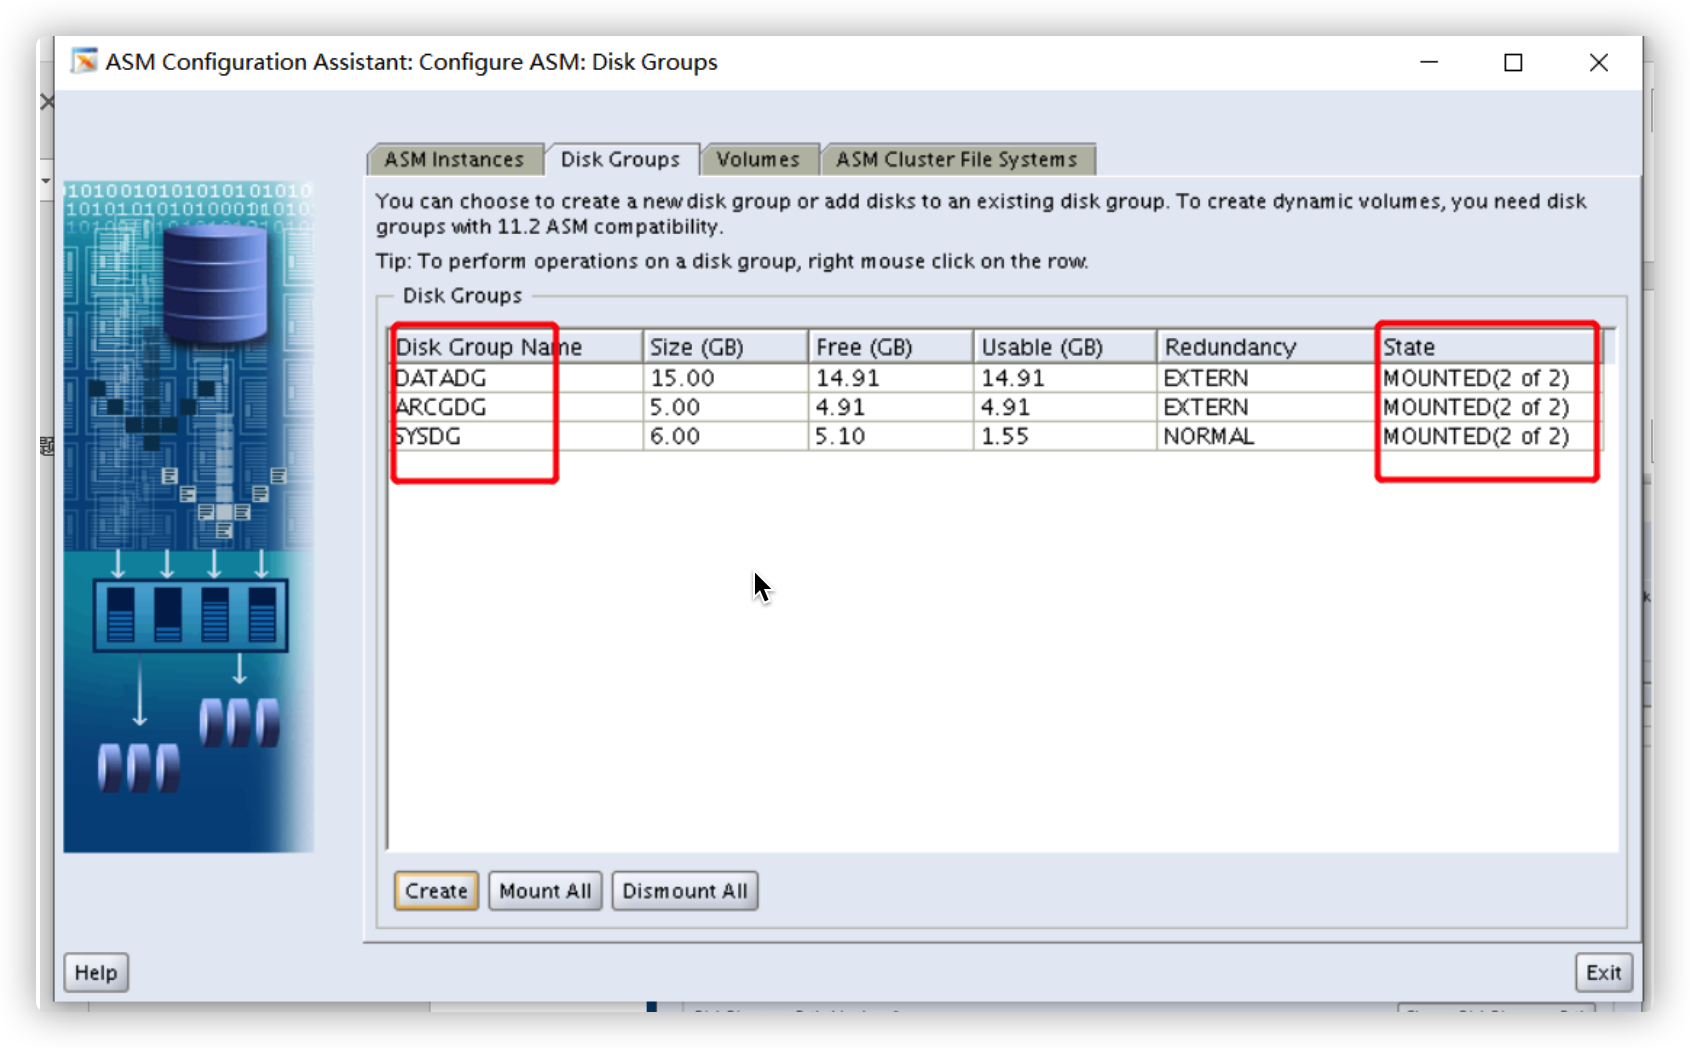 ASM Configuration Assistant: Configure ASM: Disk Groups
ASM Instances Disk Groups Volumes ASM Cluster File Systems
You can choose to create a new disk group or add disks to an existing disk group. To create dynamic volumes, you need disk
groups with 11.2 ASM compatibility.
Tip: To perform operations on a disk group, right mouse click on the row.
Disk Groups
Disk Group Name Size (GB) Free (GB) Usable (GB) Redundancy State
DATADG 15.00 14.91 14.91 EXTERN MOUNTED(2 of 2)
ARCGDG 5.00 4.91 4.91 EXTERN MOUNTED(2 of 2)
SYSDG 6.00 5.10 1.55 NORMAL MOUNTED(2 of 2)
Create Mount All Dismount All
Help Exit